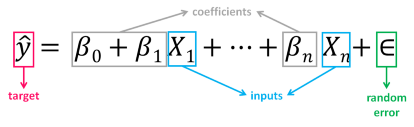 coefficients
ŷ = β₀ + β₁ X₁ + ⋯ + βₙ Xₙ + ∈
target
inputs
random
error